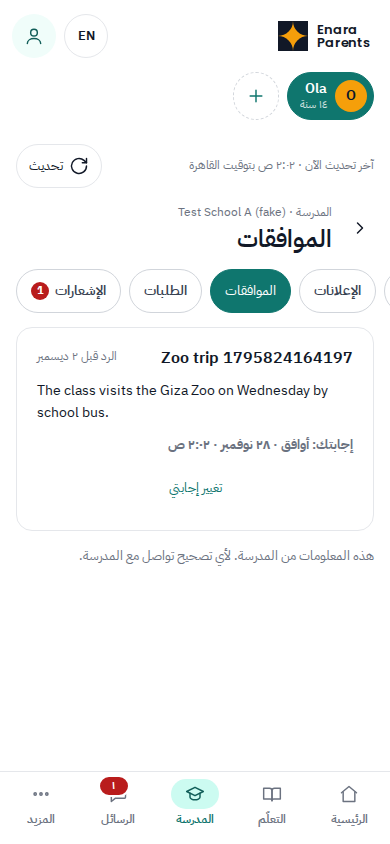 Enara
Parents
EN
O
Ola
١٤ سنة
آخر تحديث الآن · ٢:٠٢ ص بتوقيت القاهرة
تحديث
المدرسة · Test School A (fake)
الموافقات
الإعلانات
الموافقات
الطلبات
الإشعارات
1
Zoo trip 1795824164197
الرد قبل ٢ ديسمبر
The class visits the Giza Zoo on Wednesday by
school bus.
إجابتك: أوافق · ٢٨ نوفمبر · ٢:٠٢ ص
تغيير إجابتي
هذه المعلومات من المدرسة. لأي تصحيح تواصل مع المدرسة.
الرئيسية
التعلّم
المدرسة
١
الرسائل
المزيد